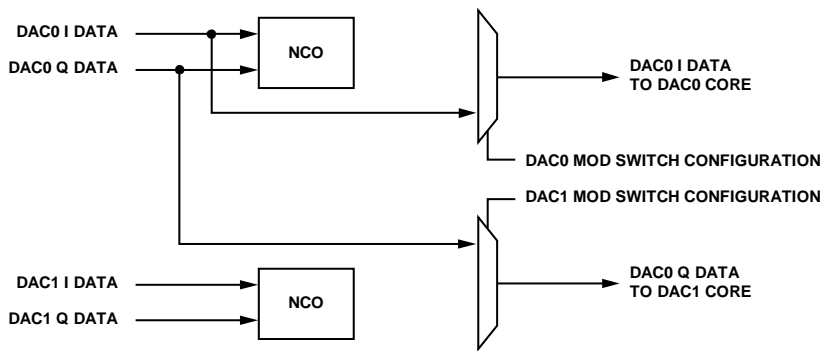 DAC0 I DATA
DAC0 Q DATA
NCO
DAC0 I DATA
TO DAC0 CORE
DAC0 MOD SWITCH CONFIGURATION
DAC1 MOD SWITCH CONFIGURATION
DAC1 I DATA
DAC1 Q DATA
NCO
DAC0 Q DATA
TO DAC1 CORE